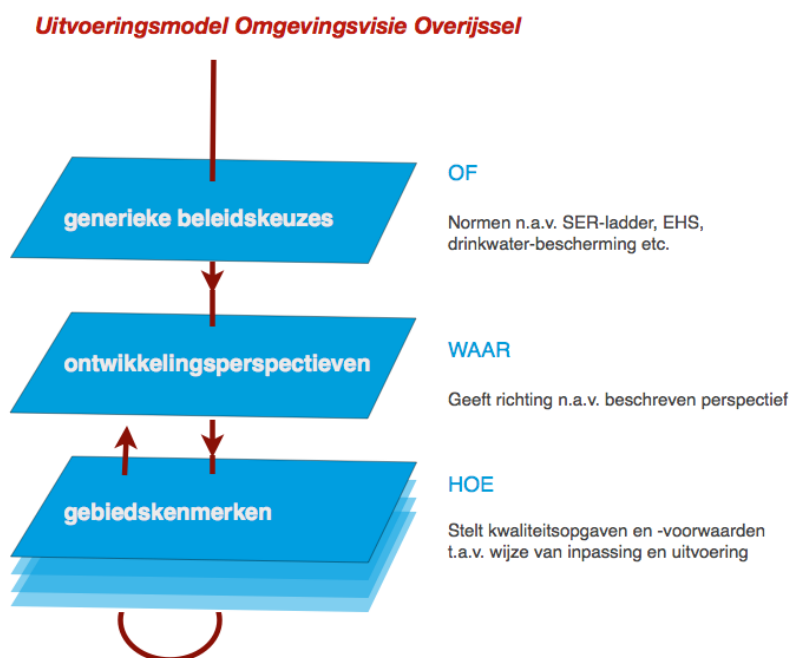 Uitvoeringsmodel Omgevingsvisie Overijssel
generieke beleidskeuzes
OF
Normen n.a.v. SER-ladder, EHS,
drinkwater-bescherming etc.
ontwikkelingsperspectieven
WAAR
Geeft richting n.a.v. beschreven perspectief
gebiedskenmerken
HOE
Stelt kwaliteitsopgaven en -voorwaarden
t.a.v. wijze van inpassing en uitvoering